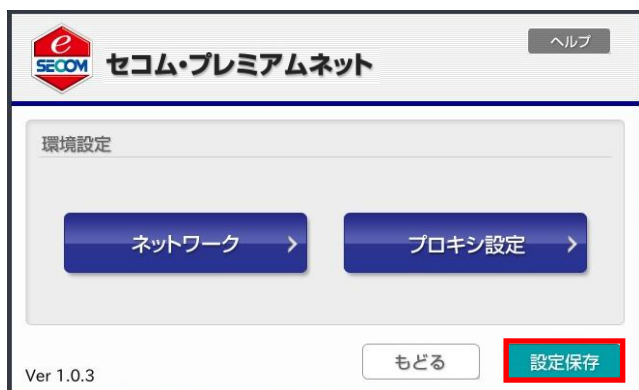 ヘルプ
e
SECOM
セコム・プレミアムネット
環境設定
ネットワーク
プロキシ設定
もどる
設定保存
Ver 1.0.3